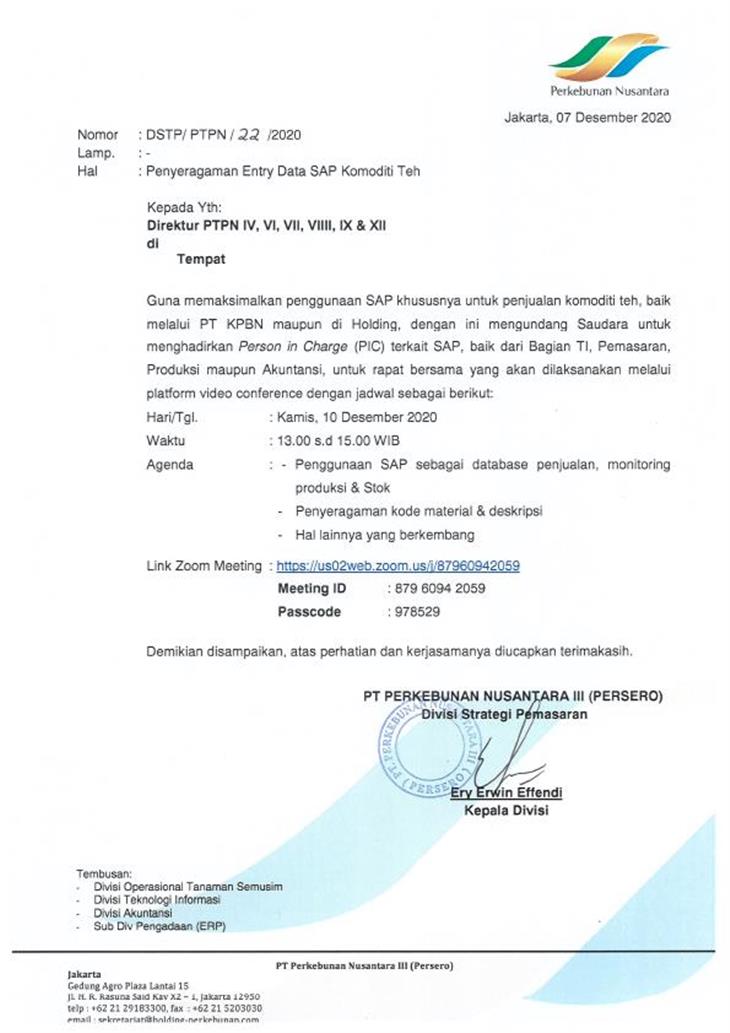 Perkebunan Nusantara
Jakarta, 07 Desember 2020
Nomor : DSTP/ PTPN / 22 /2020
Lamp. : -
Hal : Penyeragaman Entry Data SAP Komoditi Teh
Kepada Yth:
Direktur PTPN IV, VI, VII, VIIII, IX & XII
di
Tempat
Guna memaksimalkan penggunaan SAP khususnya untuk penjualan komoditi teh, baik
melalui PT KPBN maupun di Holding, dengan ini mengundang Saudara untuk
menghadirkan Person in Charge (PIC) terkait SAP, baik dari Bagian TI, Pemasaran,
Produksi maupun Akuntansi, untuk rapat bersama yang akan dilaksanakan melalui
platform video conference dengan jadwal sebagai berikut:
Hari/Tgl. : Kamis, 10 Desember 2020
Waktu : 13.00 s.d 15.00 WIB
Agenda : - Penggunaan SAP sebagai database penjualan, monitoring
produksi & Stok
- Penyeragaman kode material & deskripsi
- Hal lainnya yang berkembang
Link Zoom Meeting : https://us02web.zoom.us/j/87960942059
Meeting ID : 879 6094 2059
Passcode : 978529
Demikian disampaikan, atas perhatian dan kerjasamanya diucapkan terimakasih.
PT PERKEBUNAN NUSANTARA III (PERSERO)
Divisi Strategi Pemasaran
PT. PERKEBUNAN NUSANTARA III (PERSERO)
Ery Erwin Effendi
Kepala Divisi
Tembusan:
- Divisi Operasional Tanaman Semusim
- Divisi Teknologi Informasi
- Divisi Akuntansi
- Sub Div Pengadaan (ERP)
PT Perkebunan Nusantara III (Persero)
Jakarta
Gedung Agro Plaza Lantai 15
Jl. H. R. Rasuna Said Kav X2 – 1, Jakarta 12950
telp : +62 21 29183300, fax : +62 21 5203030
email : sekretariat@holding-perkebunan.com